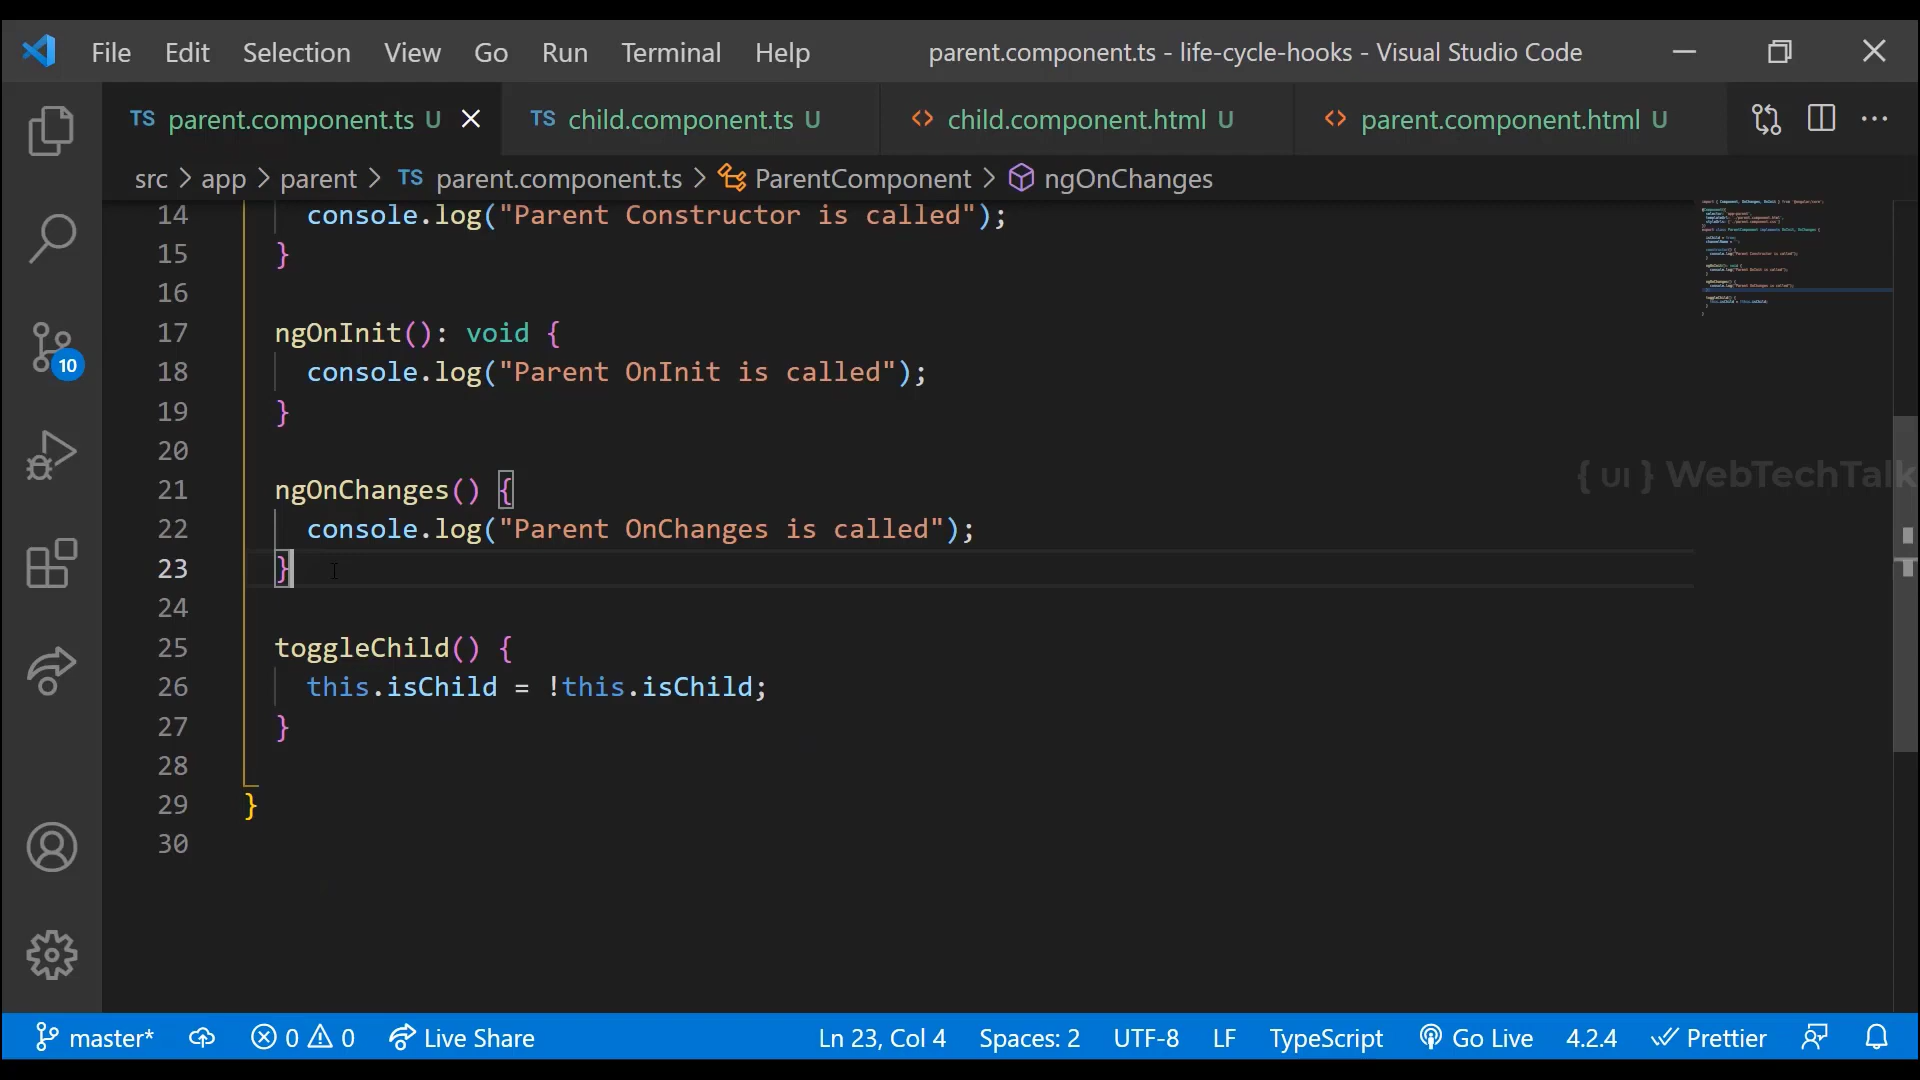 File Edit Selection View Go Run Terminal Help parent.component.ts - life-cycle-hooks - Visual Studio Code
TS parent.component.ts U TS child.component.ts U <> child.component.html U <> parent.component.html U
src > app > parent > TS parent.component.ts > ParentComponent > ngOnChanges
14 console.log("Parent Constructor is called");
15 }
16
17 ngOnInit(): void {
18 console.log("Parent OnInit is called");
19 }
20
21 ngOnChanges() {
22 console.log("Parent OnChanges is called");
23 }
24
25 toggleChild() {
26 this.isChild = !this.isChild;
27 }
28
29 }
30
10
{ UI } WebTechTalk
master* 0 0 Live Share Ln 23, Col 4 Spaces: 2 UTF-8 LF TypeScript Go Live 4.2.4 Prettier